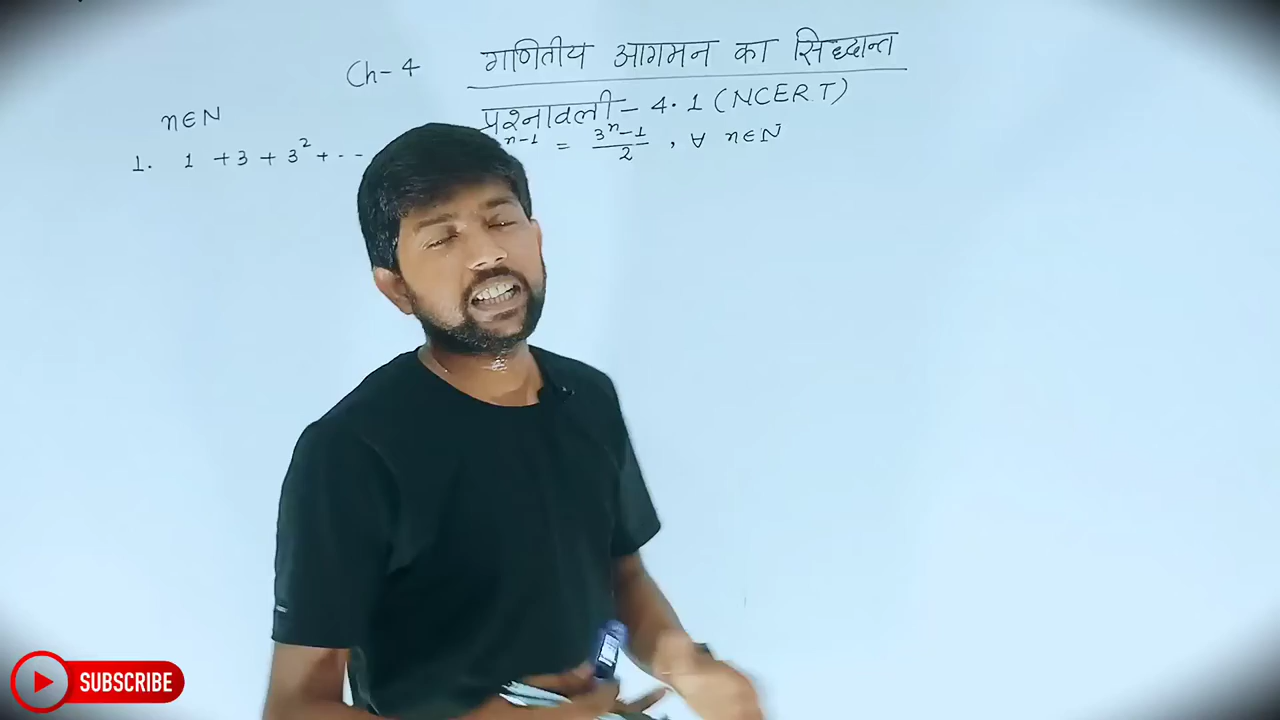 Ch-4 गणितीय आगमन का सिद्धान्त
प्रश्नावली - 4.1 (NCERT)
n∈N
1. 1 + 3 + 3² + -- ⁿ⁻¹ = 3ⁿ-1/2 , ∀ n∈N
SUBSCRIBE